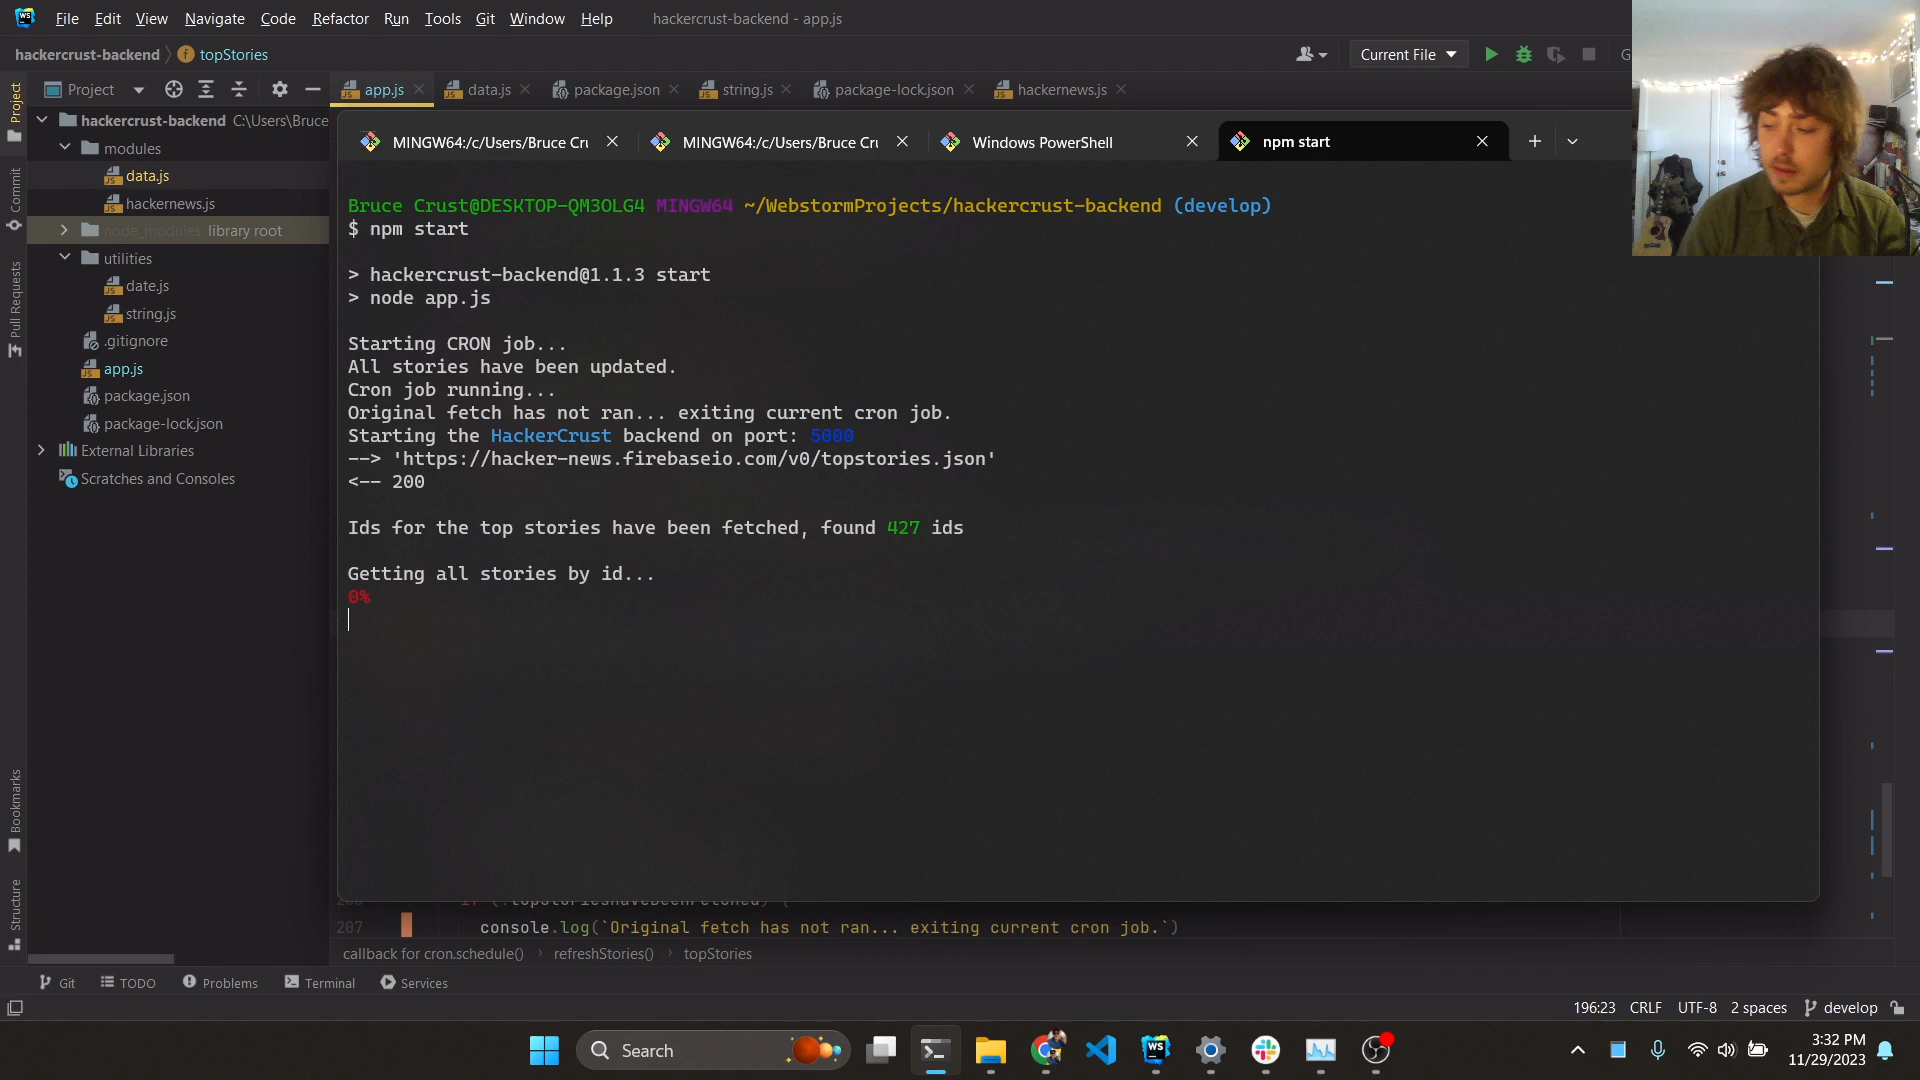 File Edit View Navigate Code Refactor Run Tools Git Window Help hackercrust-backend - app.js
hackercrust-backend topStories Current File
Project app.js data.js package.json string.js package-lock.json hackernews.js
hackercrust-backend C:\Users\Bruce
modules
data.js
hackernews.js
node_modules library root
utilities
date.js
string.js
.gitignore
app.js
package.json
package-lock.json
External Libraries
Scratches and Consoles
Project
Commit
Pull Requests
Bookmarks
Structure
MINGW64:/c/Users/Bruce Cru MINGW64:/c/Users/Bruce Cru Windows PowerShell npm start
Bruce Crust@DESKTOP-QM3OLG4 MINGW64 ~/WebstormProjects/hackercrust-backend (develop)
$ npm start
> hackercrust-backend@1.1.3 start
> node app.js
Starting CRON job...
All stories have been updated.
Cron job running...
Original fetch has not ran... exiting current cron job.
Starting the HackerCrust backend on port: 5000
--> 'https://hacker-news.firebaseio.com/v0/topstories.json'
<-- 200
Ids for the top stories have been fetched, found 427 ids
Getting all stories by id...
0%
207 console.log(`Original fetch has not ran... exiting current cron job.`)
callback for cron.schedule() › refreshStories() › topStories
Git TODO Problems Terminal Services
196:23 CRLF UTF-8 2 spaces develop
Search
3:32 PM
11/29/2023